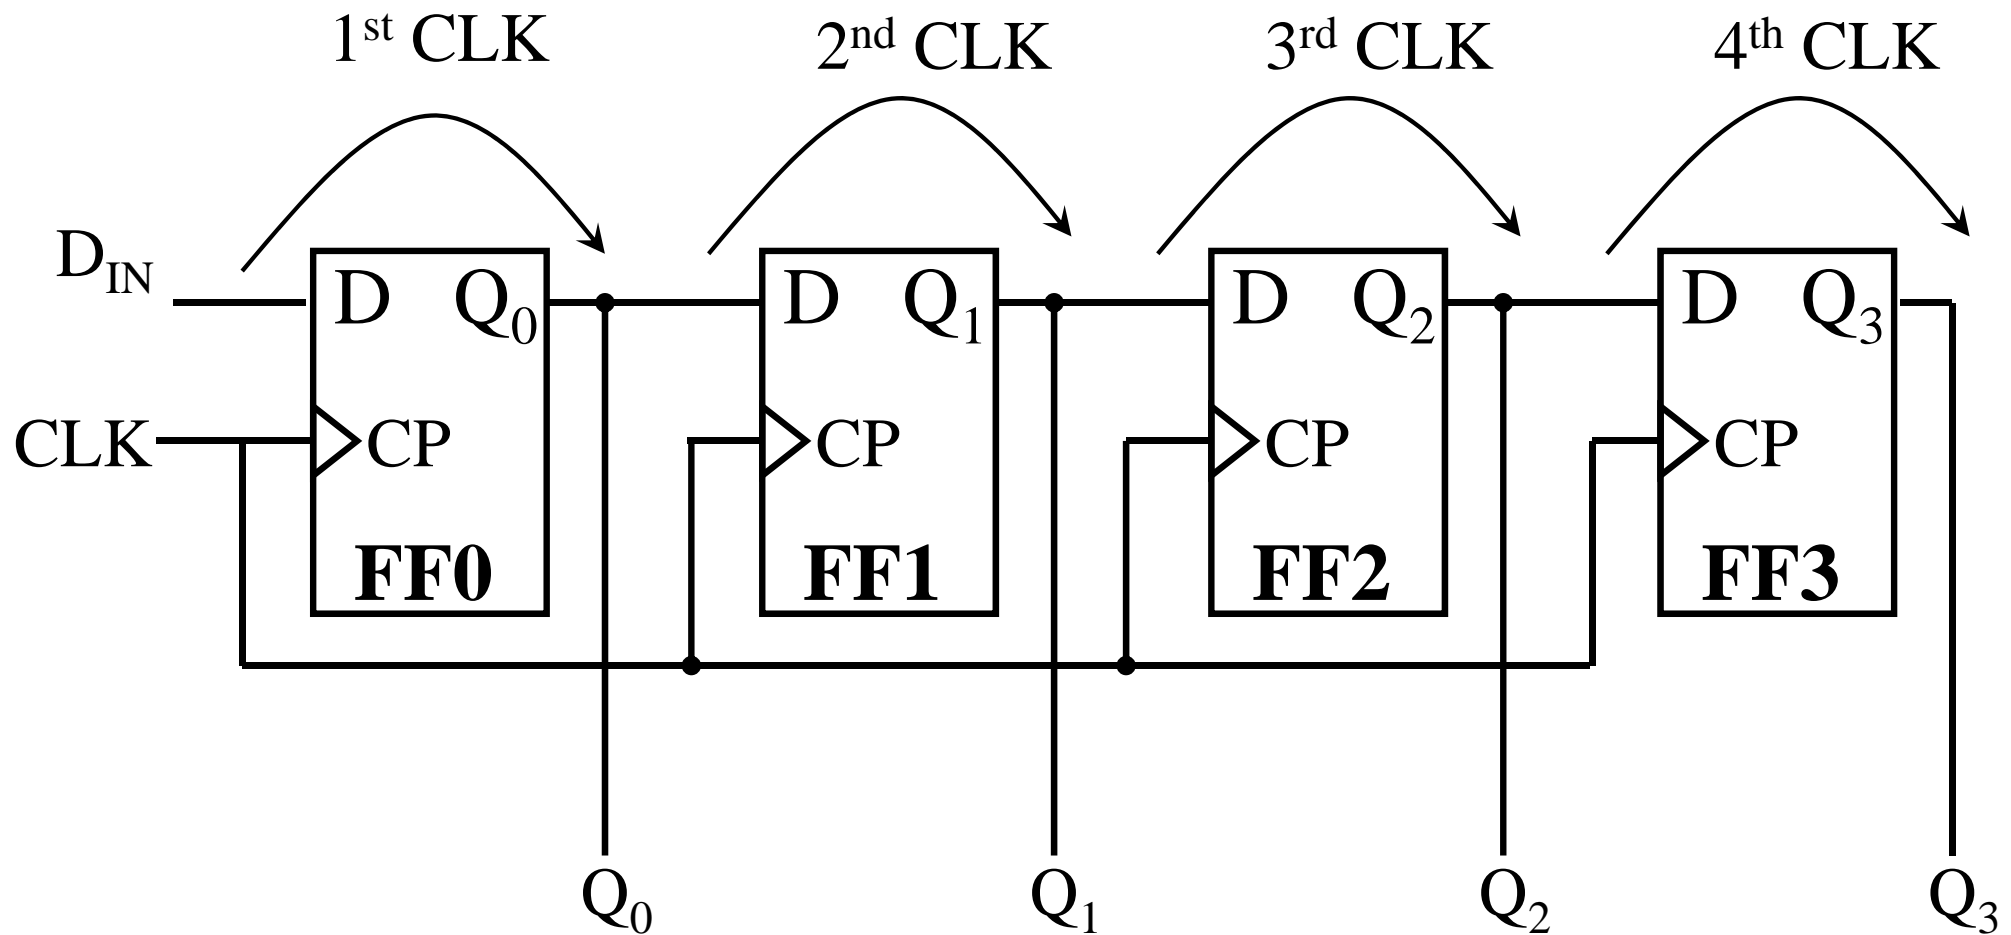 1st CLK 2nd CLK 3rd CLK 4th CLK
DIN
D Q0 D Q1 D Q2 D Q3
CLK CP CP CP CP
FF0 FF1 FF2 FF3
Q0 Q1 Q2 Q3